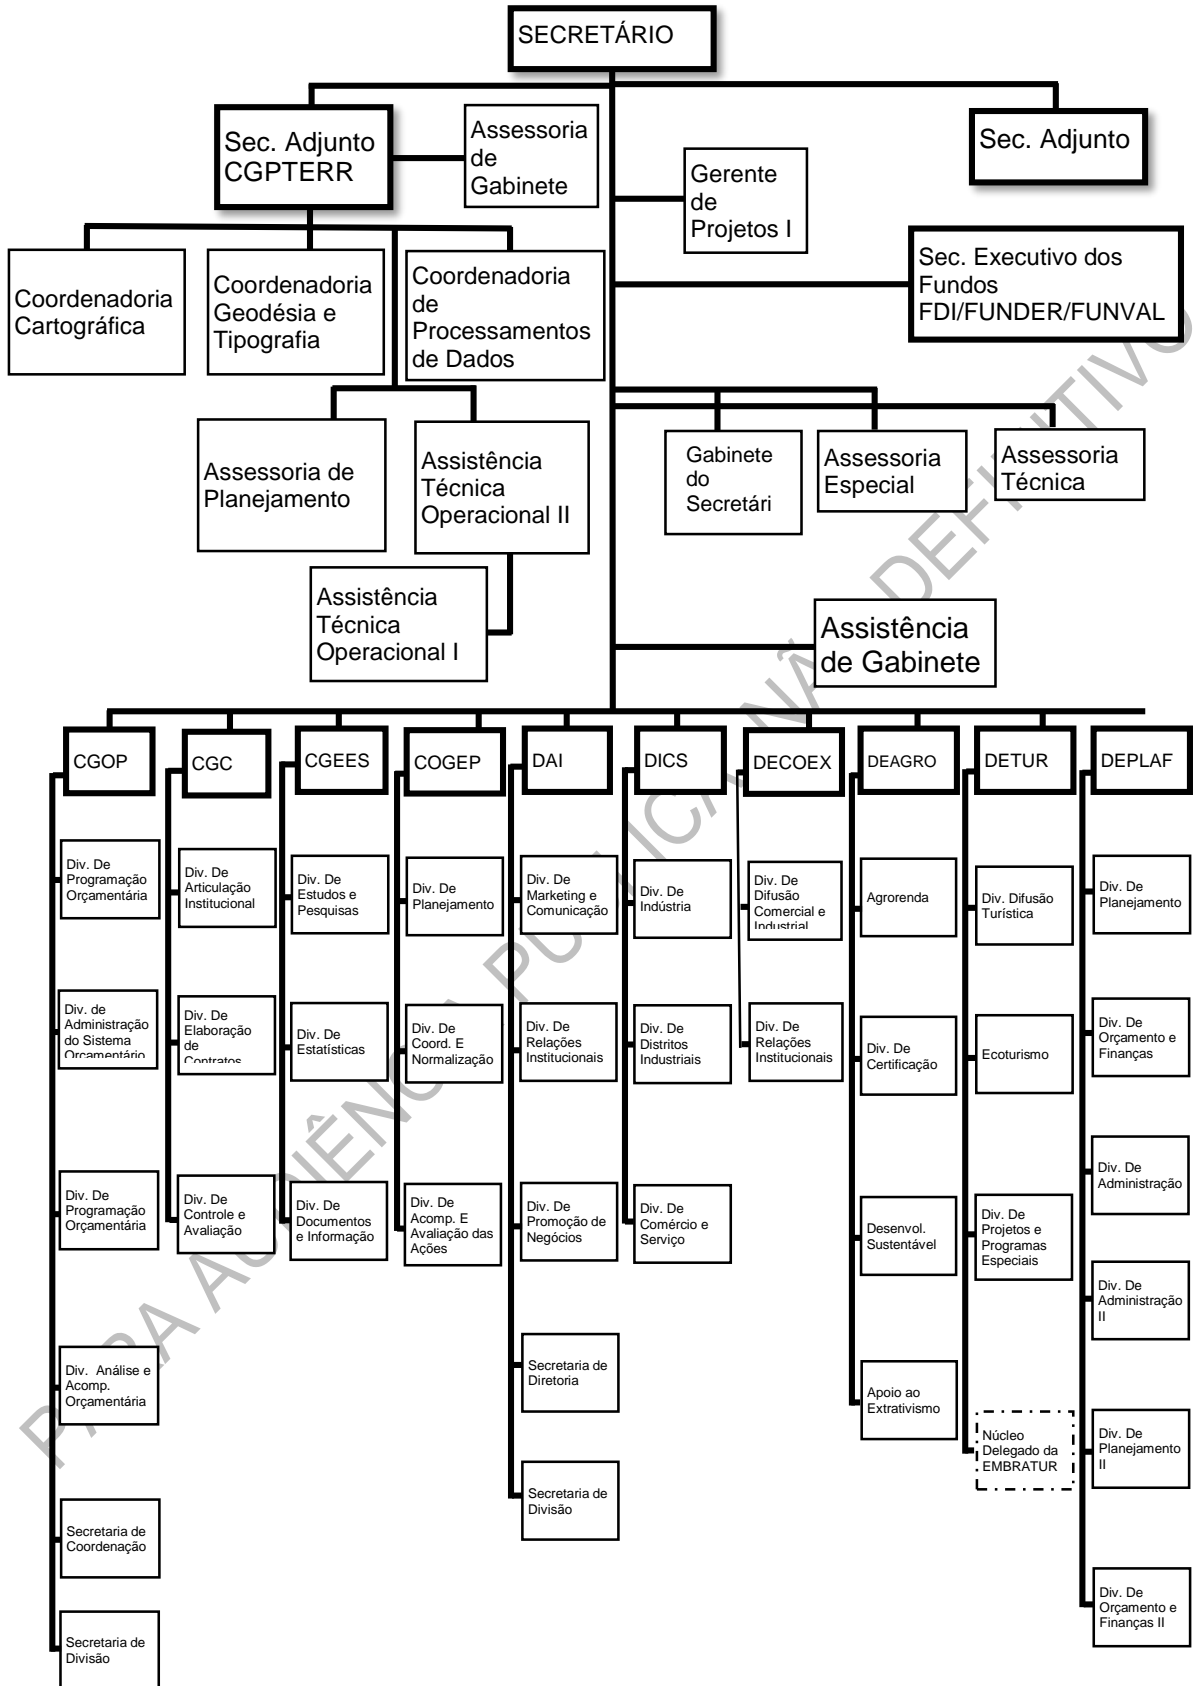 SECRETÁRIO
Sec. Adjunto
CGPTERR
Assessoria
de
Gabinete
Sec. Adjunto
Gerente
de
Projetos I
Sec. Executivo dos
Fundos
FDI/FUNDER/FUNVAL
Coordenadoria
Cartográfica
Coordenadoria
Geodésia e
Tipografia
Coordenadoria
de
Processamentos
de Dados
Assessoria de
Planejamento
Assistência
Técnica
Operacional II
Gabinete
do
Secretári
Assessoria
Especial
Assessoria
Técnica
Assistência
Técnica
Operacional I
Assistência
de Gabinete
CGOP
CGC
CGEES
COGEP
DAI
DICS
DECOEX
DEAGRO
DETUR
DEPLAF
Div. De
Programação
Orçamentária
Div. De
Articulação
Institucional
Div. De
Estudos e
Pesquisas
Div. De
Planejamento
Div. De
Marketing e
Comunicação
Div. De
Indústria
Div. De
Difusão
Comercial e
Industrial
Agrorenda
Div. Difusão
Turística
Div. De
Planejamento
Div. de
Administração
do Sistema
Orçamentário
Div. De
Elaboração
de
Contratos
Div. De
Estatísticas
Div. De
Coord. E
Normalização
Div. De
Relações
Institucionais
Div. De
Distritos
Industriais
Div. De
Relações
Institucionais
Div. De
Certificação
Ecoturismo
Div. De
Orçamento e
Finanças
Div. De
Programação
Orçamentária
Div. De
Controle e
Avaliação
Div. De
Documentos
e Informação
Div. De
Acomp. E
Avaliação das
Ações
Div. De
Promoção de
Negócios
Div. De
Comércio e
Serviço
Desenvol.
Sustentável
Div. De
Projetos e
Programas
Especiais
Div. De
Administração
Div. De
Administração
II
Div. Análise e
Acomp.
Orçamentária
Secretaria de
Diretoria
Apoio ao
Extrativismo
Núcleo
Delegado da
EMBRATUR
Div. De
Planejamento
II
Secretaria de
Coordenação
Secretaria de
Divisão
Div. De
Orçamento e
Finanças II
Secretaria de
Divisão
PARA AUDIÊNCIA PÚBLICA NÃO DEFINITIVO